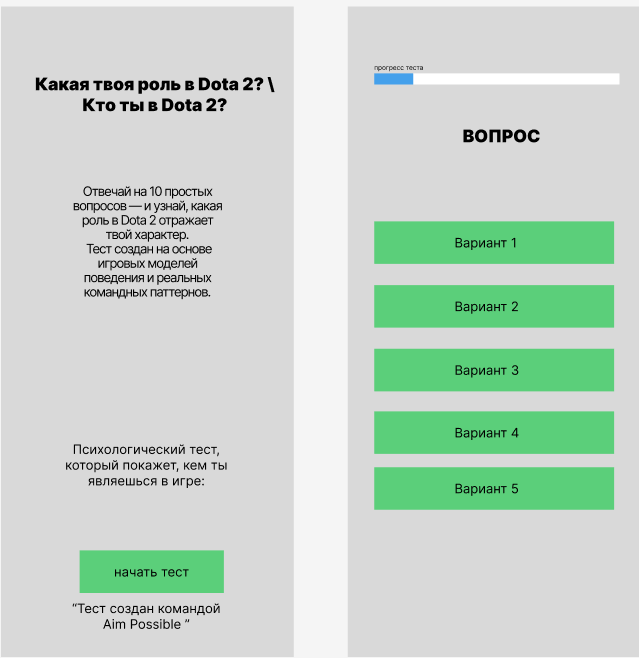 Какая твоя роль в Dota 2? \
Кто ты в Dota 2?
Отвечай на 10 простых
вопросов — и узнай, какая
роль в Dota 2 отражает
твой характер.
Тест создан на основе
игровых моделей
поведения и реальных
командных паттернов.
Психологический тест,
который покажет, кем ты
являешься в игре:
начать тест
“Тест создан командой
Aim Possible ”
прогресс теста
ВОПРОС
Вариант 1
Вариант 2
Вариант 3
Вариант 4
Вариант 5